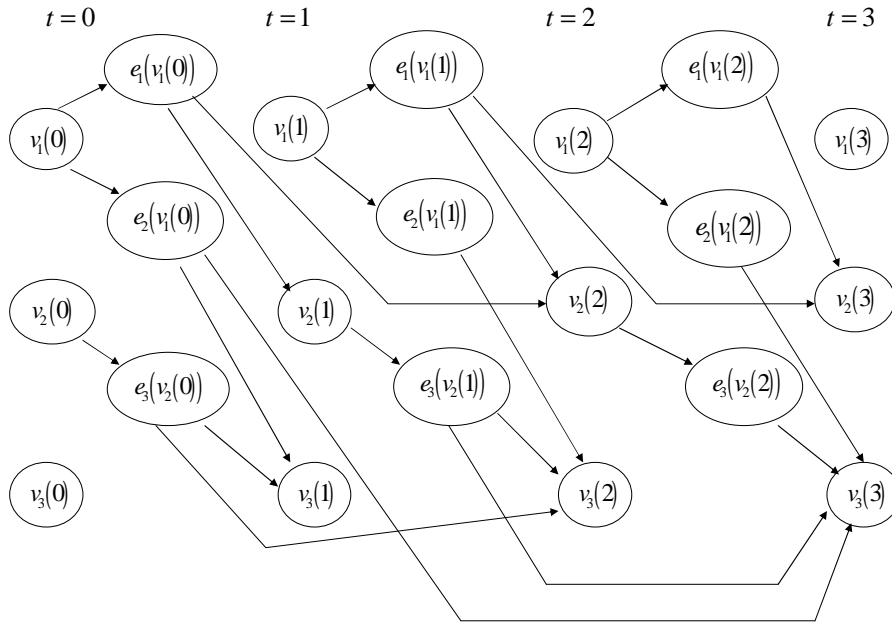 t = 0 t = 1 t = 2 t = 3
e₁(v₁(0)) e₁(v₁(1)) e₁(v₁(2))
v₁(0) v₁(1) v₁(2) v₁(3)
e₂(v₁(0)) e₂(v₁(1)) e₂(v₁(2))
v₂(0) v₂(1) v₂(2) v₂(3)
e₃(v₂(0)) e₃(v₂(1)) e₃(v₂(2))
v₃(0) v₃(1) v₃(2) v₃(3)